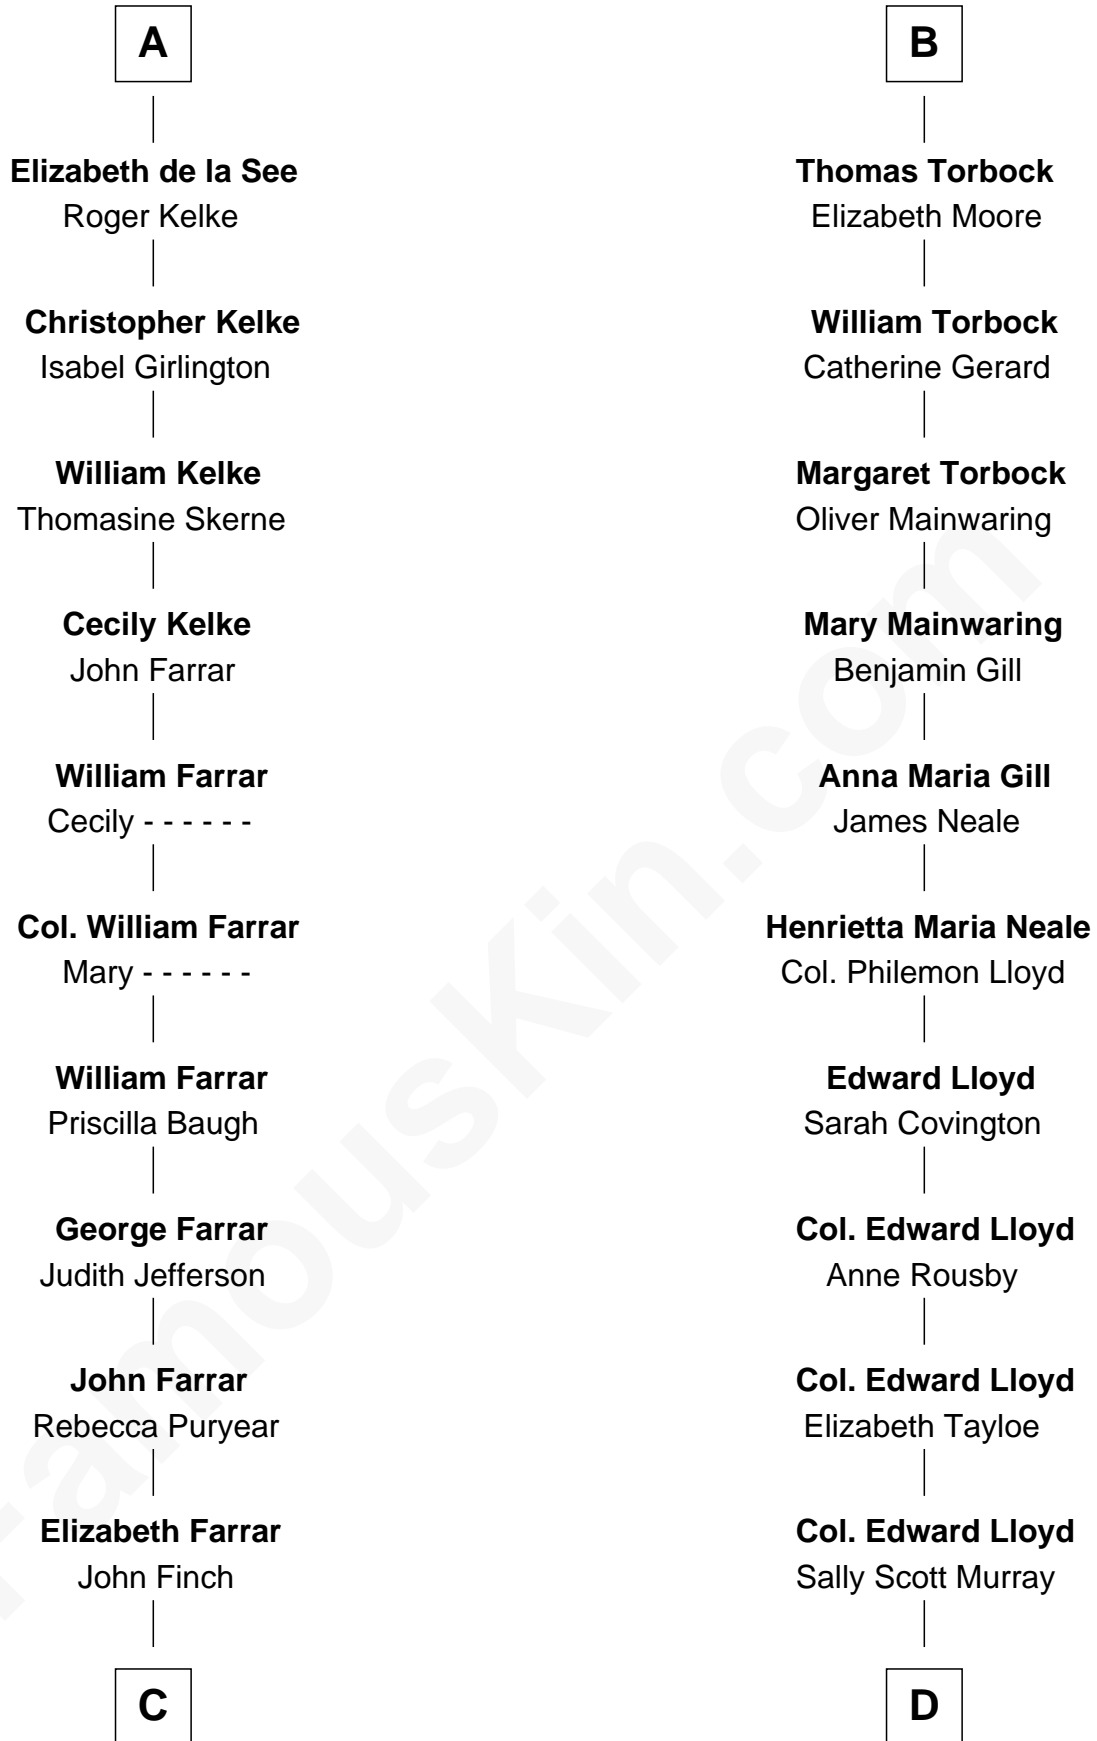 A
Elizabeth de la See
Roger Kelke
Christopher Kelke
Isabel Girlington
William Kelke
Thomasine Skerne
Cecily Kelke
John Farrar
William Farrar
Cecily - - - - - -
Col. William Farrar
Mary - - - - - -
William Farrar
Priscilla Baugh
George Farrar
Judith Jefferson
John Farrar
Rebecca Puryear
Elizabeth Farrar
John Finch
C
B
Thomas Torbock
Elizabeth Moore
William Torbock
Catherine Gerard
Margaret Torbock
Oliver Mainwaring
Mary Mainwaring
Benjamin Gill
Anna Maria Gill
James Neale
Henrietta Maria Neale
Col. Philemon Lloyd
Edward Lloyd
Sarah Covington
Col. Edward Lloyd
Anne Rousby
Col. Edward Lloyd
Elizabeth Tayloe
Col. Edward Lloyd
Sally Scott Murray
D
FamousKin.com